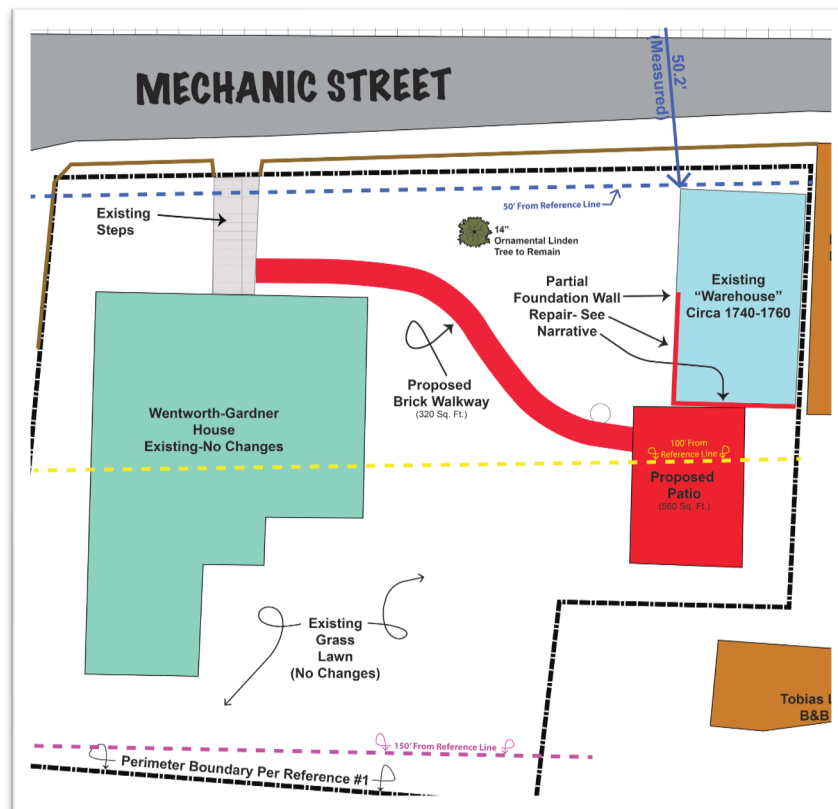 MECHANIC STREET
50.2'
(Measured)
Existing
Steps
50' From Reference Line
14"
Ornamental Linden
Tree to Remain
Partial
Foundation Wall
Repair- See
Narrative
Existing
“Warehouse”
Circa 1740-1760
Proposed
Brick Walkway
(320 Sq. Ft.)
Wentworth-Gardner
House
Existing-No Changes
100' From
Reference Line
Proposed
Patio
(560 Sq. Ft.)
Existing
Grass
Lawn
(No Changes)
Tobias
B&B
150' From Reference Line
Perimeter Boundary Per Reference #1